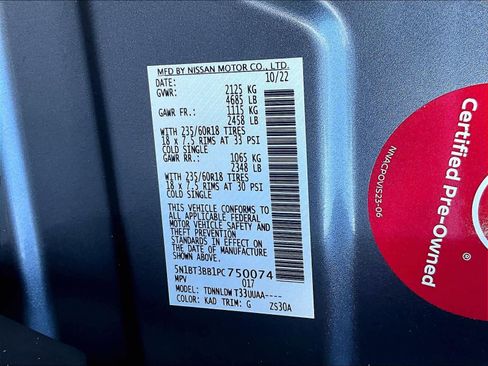 MFD BY NISSAN MOTOR CO., LTD.
DATE: 10/22
GVWR: 2125 KG
4685 LB
GAWR FR.: 1115 KG
2458 LB
WITH 235/60R18 TIRES
18 x 7.5 RIMS AT 33 PSI
COLD SINGLE
GAWR RR.: 1065 KG
2348 LB
WITH 235/60R18 TIRES
18 x 7.5 RIMS AT 30 PSI
COLD SINGLE
THIS VEHICLE CONFORMS TO
ALL APPLICABLE FEDERAL
MOTOR VEHICLE SAFETY AND
THEFT PREVENTION
STANDARDS IN EFFECT ON
THE DATE OF MANUFACTURE
SHOWN ABOVE.
5N1BT3BB1PC750074
MPV 017
MODEL: TDNNLDW T33UUAA----
COLOR: KAD TRIM: G ZS30A
NNACPOVIS23-06
Certified Pre-Owned